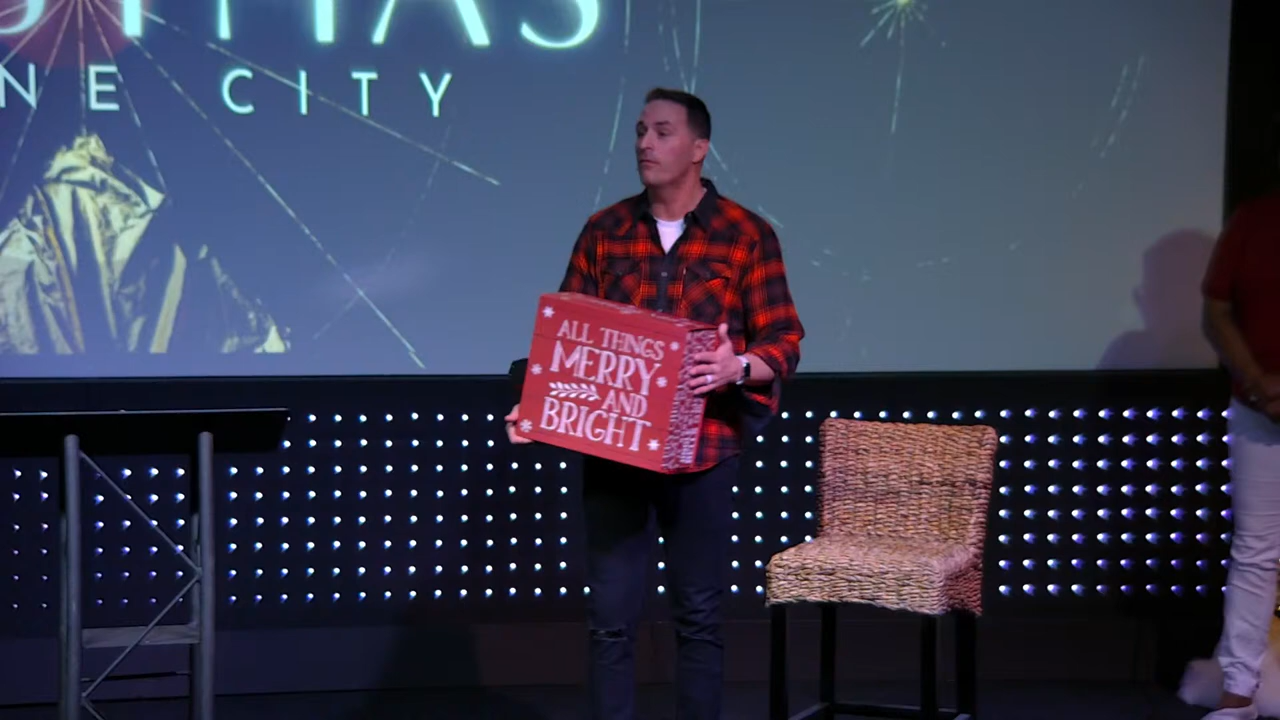 NE CITY
ALL THINGS
MERRY
AND
BRIGHT